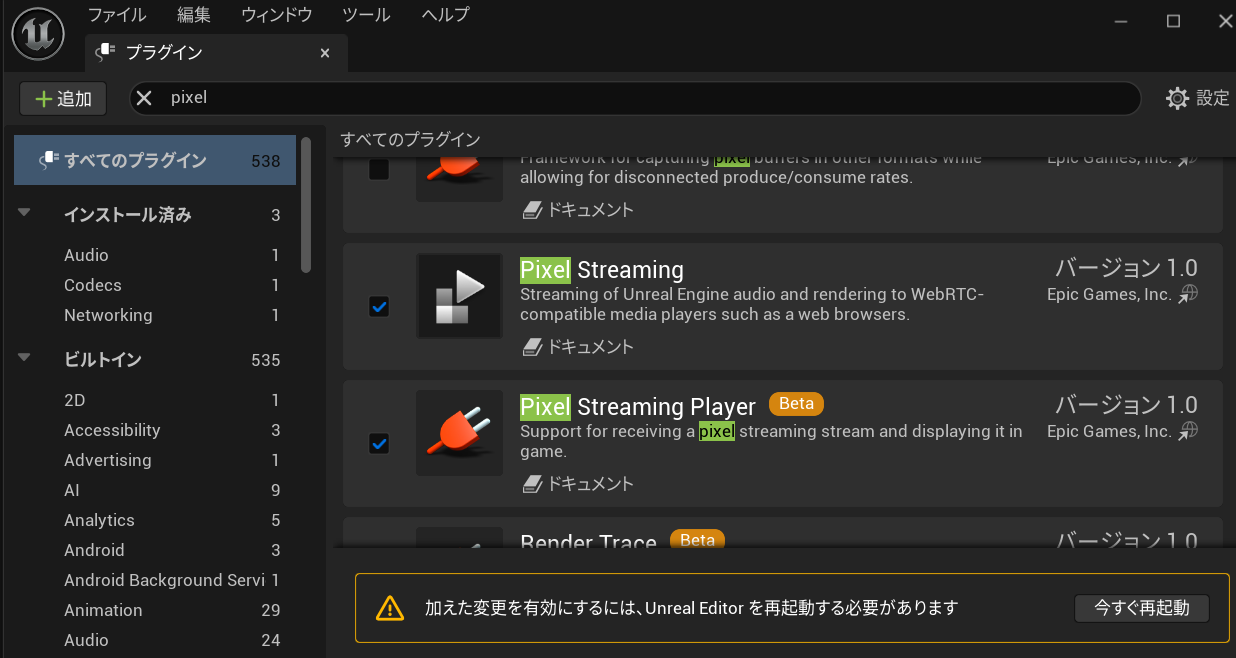 ファイル 編集 ウィンドウ ツール ヘルプ
プラグイン
追加
pixel
設定
すべてのプラグイン 538
インストール済み 3
Audio 1
Codecs 1
Networking 1
ビルトイン 535
2D 1
Accessibility 3
Advertising 1
AI 9
Analytics 5
Android 3
Android Background Servi 1
Animation 29
Audio 24
すべてのプラグイン
Framework for capturing pixel buffers in other formats while
allowing for disconnected produce/consume rates.
Epic Games, Inc.
ドキュメント
Pixel Streaming
バージョン 1.0
Streaming of Unreal Engine audio and rendering to WebRTC-
compatible media players such as a web browsers.
Epic Games, Inc.
ドキュメント
Pixel Streaming Player Beta
バージョン 1.0
Support for receiving a pixel streaming stream and displaying it in
game.
Epic Games, Inc.
ドキュメント
Render Trace Beta
バージョン 1.0
加えた変更を有効にするには、Unreal Editor を再起動する必要があります
今すぐ再起動